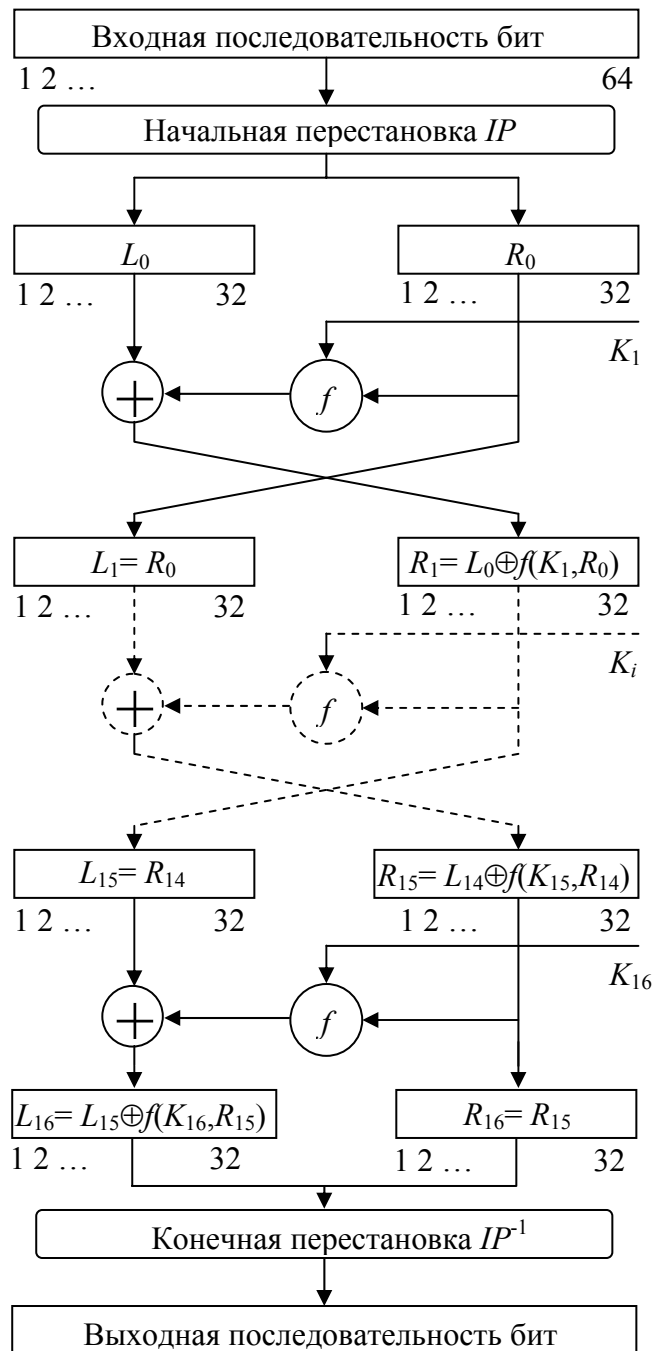 Входная последовательность бит
1 2 … 64
Начальная перестановка IP
L₀ R₀
1 2 … 32 1 2 … 32
K₁
+ f
L₁= R₀ R₁= L₀⊕f(K₁,R₀)
1 2 … 32 1 2 … 32
Kᵢ
+ f
L₁₅= R₁₄ R₁₅= L₁₄⊕f(K₁₅,R₁₄)
1 2 … 32 1 2 … 32
K₁₆
+ f
L₁₆= L₁₅⊕f(K₁₆,R₁₅) R₁₆= R₁₅
1 2 … 32 1 2 … 32
Конечная перестановка IP⁻¹
Выходная последовательность бит